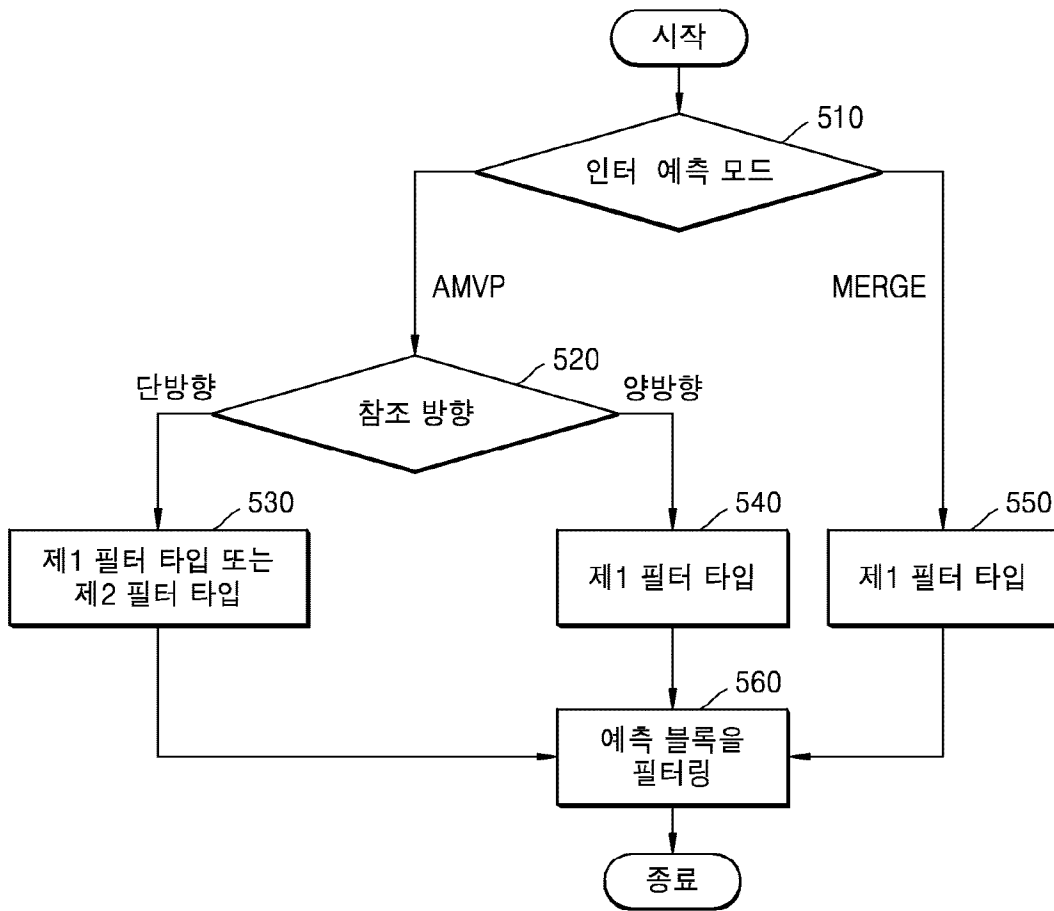 시작
510
인터 예측 모드
AMVP
MERGE
520
단방향
양방향
참조 방향
530
540
550
제1 필터 타입 또는
제2 필터 타입
제1 필터 타입
제1 필터 타입
560
예측 블록을
필터링
종료